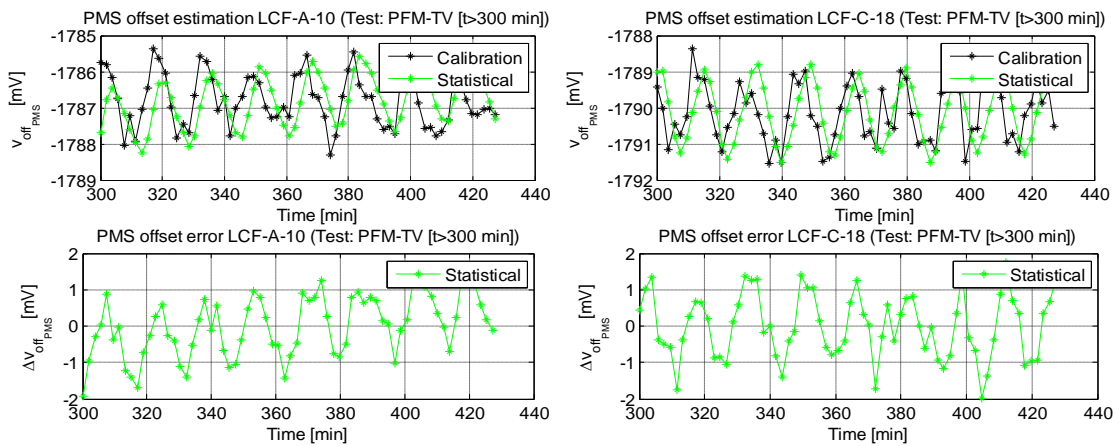 PMS offset estimation LCF-A-10 (Test: PFM-TV [t>300 min])
-1785
-1786
-1787
-1788
-1789
v_off_PMS [mV]
Calibration
Statistical
300 320 340 360 380 400 420 440
Time [min]
PMS offset estimation LCF-C-18 (Test: PFM-TV [t>300 min])
-1788
-1789
-1790
-1791
-1792
v_off_PMS [mV]
Calibration
Statistical
300 320 340 360 380 400 420 440
Time [min]
PMS offset error LCF-A-10 (Test: PFM-TV [t>300 min])
2
1
0
-1
-2
Δv_off_PMS [mV]
Statistical
300 320 340 360 380 400 420 440
Time [min]
PMS offset error LCF-C-18 (Test: PFM-TV [t>300 min])
2
1
0
-1
-2
Δv_off_PMS [mV]
Statistical
300 320 340 360 380 400 420 440
Time [min]